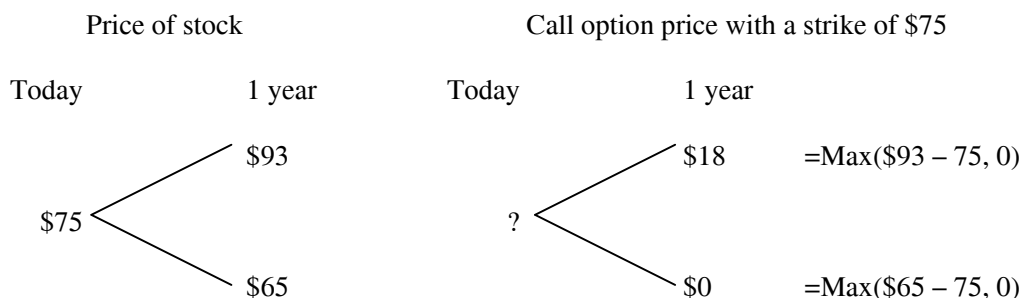 Price of stock Call option price with a strike of $75
Today 1 year Today 1 year
$93 $18 =Max($93 – 75, 0)
$75 ?
$65 $0 =Max($65 – 75, 0)